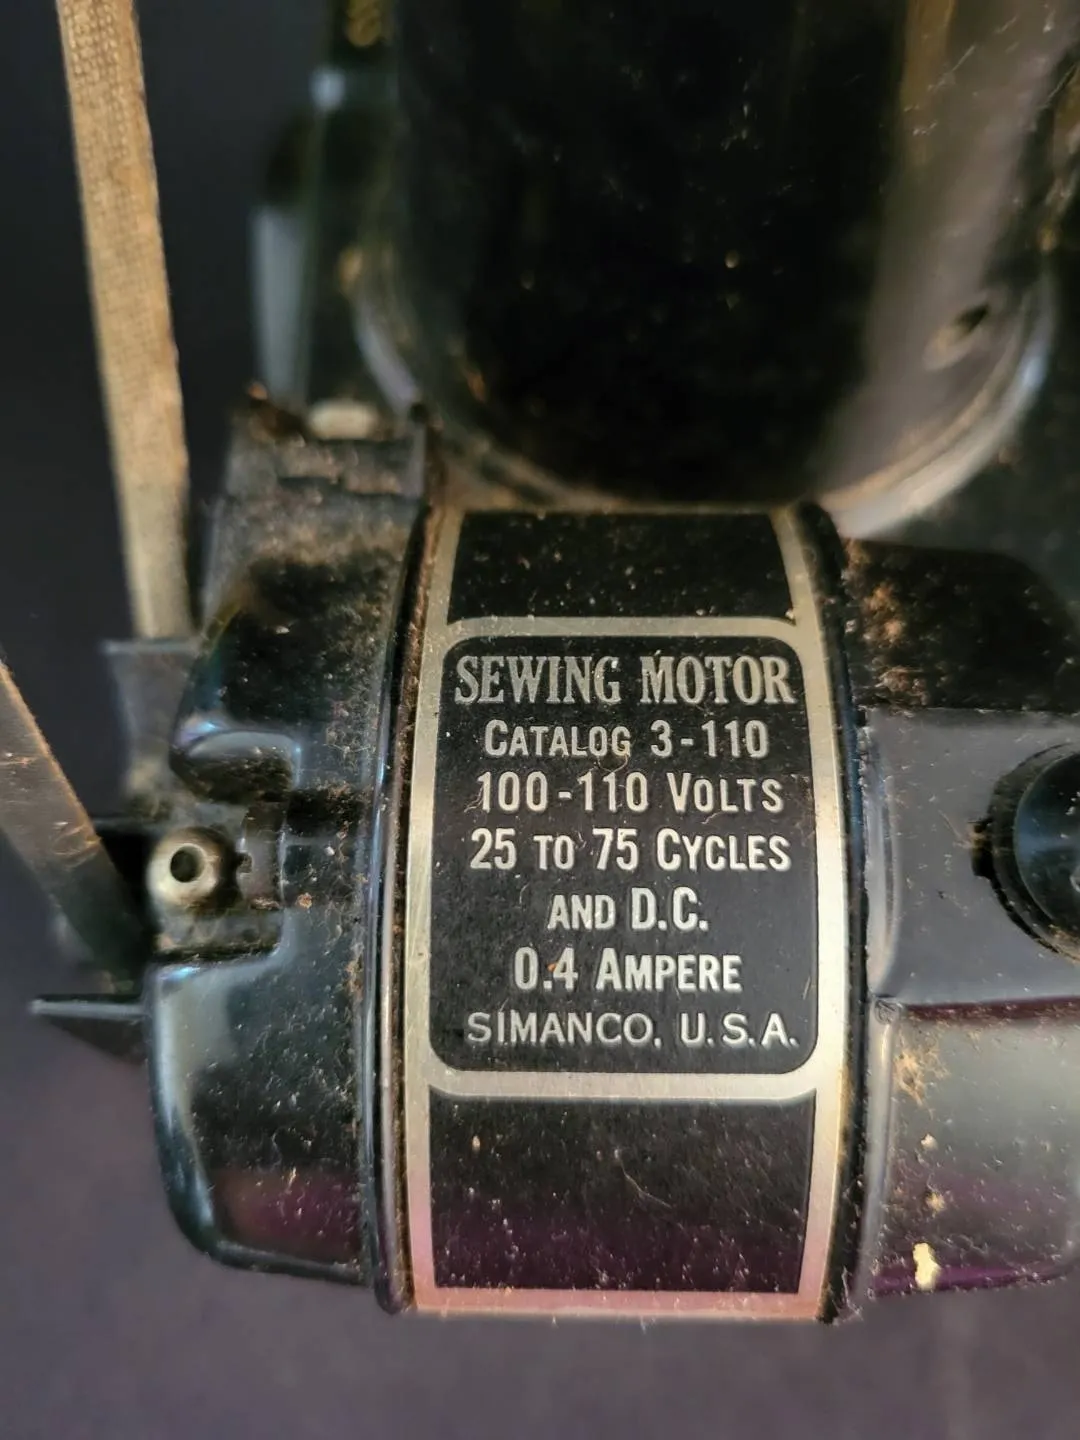 SEWING MOTOR
CATALOG 3-110
100-110 VOLTS
25 TO 75 CYCLES
AND D.C.
0.4 AMPERE
SIMANCO, U.S.A.